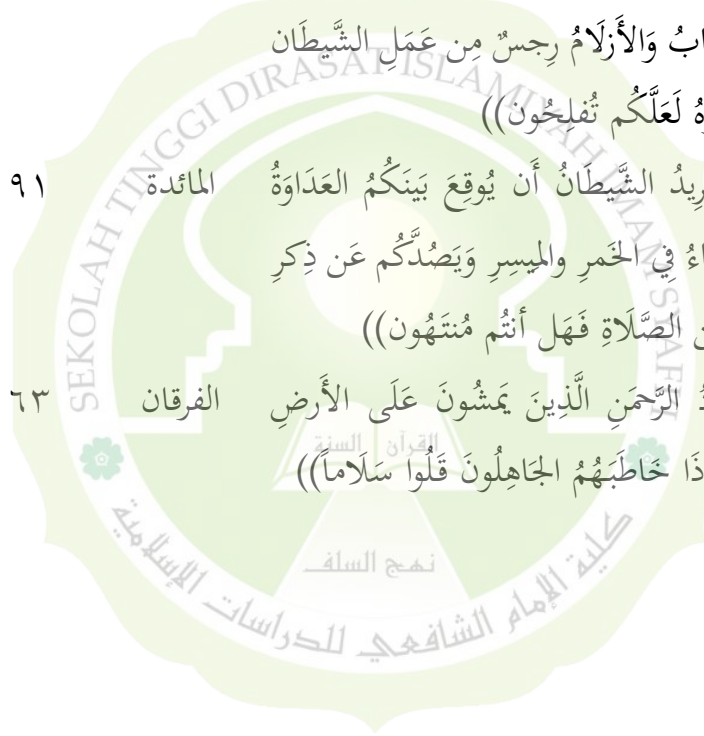 ابُ وَالأَزلَامُ رِجسٌ مِن عَمَلِ الشَّيطَان
هُ لَعَلَّكُم تُفلِحُون))
رِيدُ الشَّيطَانُ أَن يُوقِعَ بَينَكُمُ العَدَاوَةُ المائدة ٩١
اءُ فِي الخَمرِ والميسِرِ وَيَصُدَّكُم عَن ذِكرِ
ن الصَّلَاةِ فَهَل أنتُم مُنتَهُون))
دُ الرَّحمَنِ الَّذِينَ يَمشُونَ عَلَى الأَرضِ الفرقان ٦٣
ذَا خَاطَبَهُمُ الجَاهِلُونَ قَلُوا سَلَاماً))
SEKOLAH TINGGI DIRASAT ISLAMIYAH IMAM SYAFI'I
القرآن السنة
نهج السلف
كلية الإمام الشافعي للدراسات الإسلامية